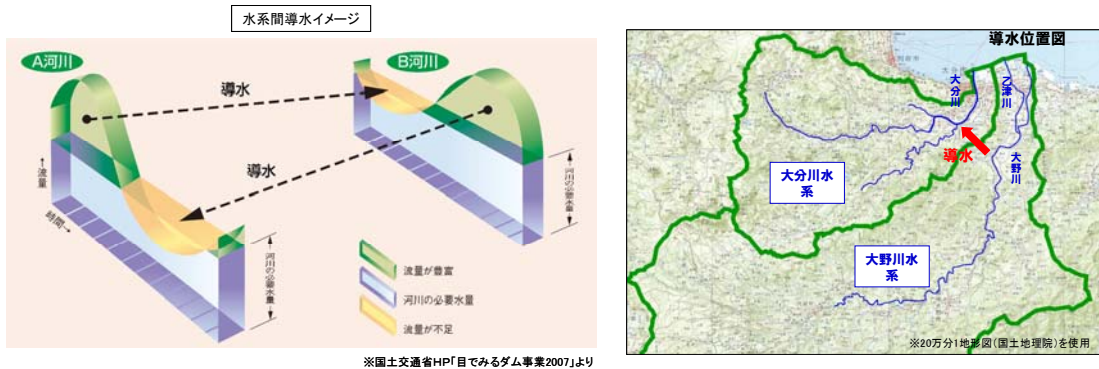 水系間導水イメージ
A河川
B河川
導水
導水
←流量
時間→
河川の必要水量
河川の必要水量
流量が豊富
河川の必要水量
流量が不足
※国土交通省HP「目でみるダム事業2007」より
導水位置図
大分川
乙津川
大野川
導水
大分川水
系
大野川水
系
※20万分1地形図(国土地理院)を使用